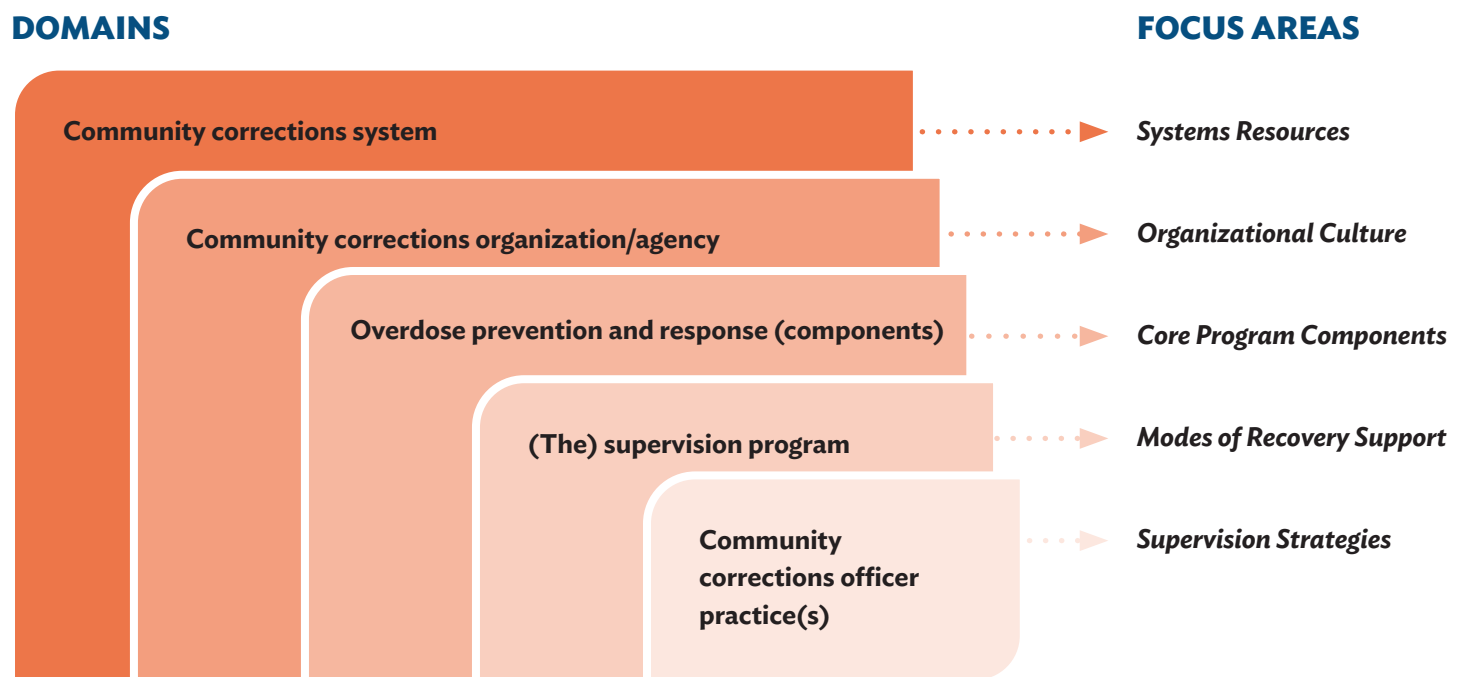 DOMAINS
FOCUS AREAS
Community corrections system
Systems Resources
Community corrections organization/agency
Organizational Culture
Overdose prevention and response (components)
Core Program Components
(The) supervision program
Modes of Recovery Support
Community
corrections officer
practice(s)
Supervision Strategies